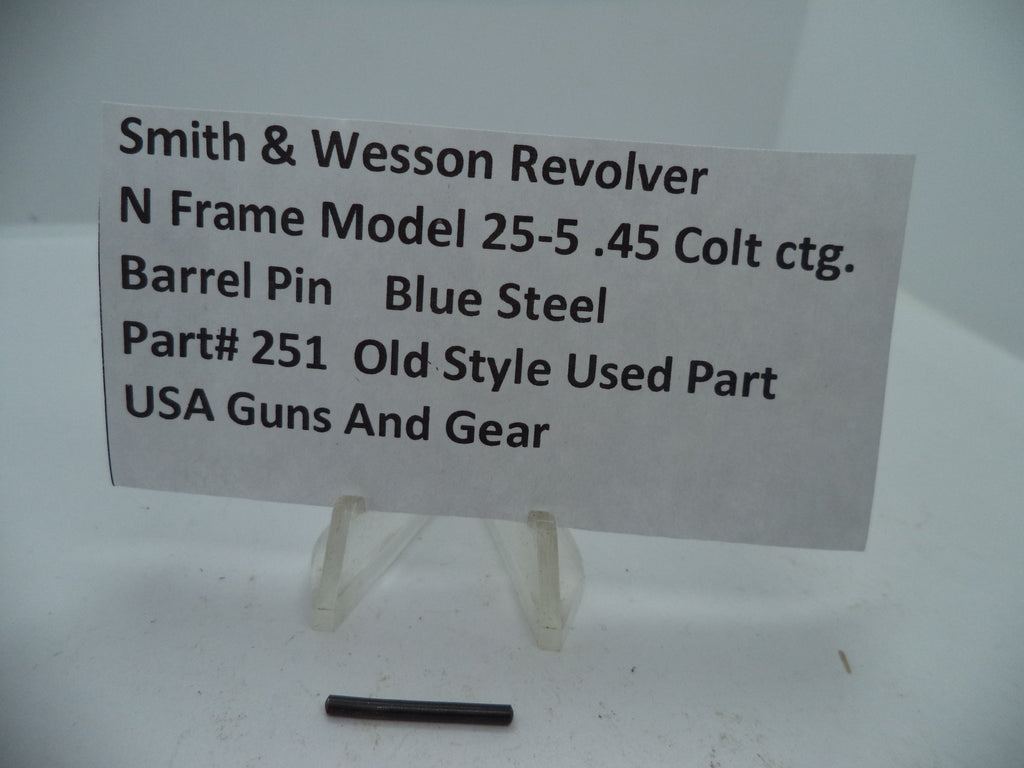 Smith & Wesson Revolver
N Frame Model 25-5 .45 Colt ctg.
Barrel Pin Blue Steel
Part# 251 Old Style Used Part
USA Guns And Gear